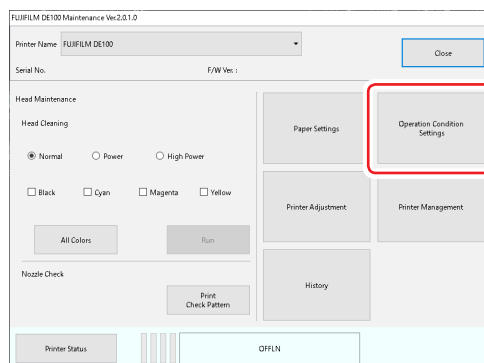 FUJIFILM DE100 Maintenance Ver.2.0.1.0
Printer Name FUJIFILM DE100
Close
Serial No. F/W Ver. :
Head Maintenance
Head Cleaning
Normal Power High Power
Black Cyan Magenta Yellow
All Colors Run
Nozzle Check
Print
Check Pattern
Paper Settings
Operation Condition
Settings
Printer Adjustment
Printer Management
History
Printer Status
OFFLN